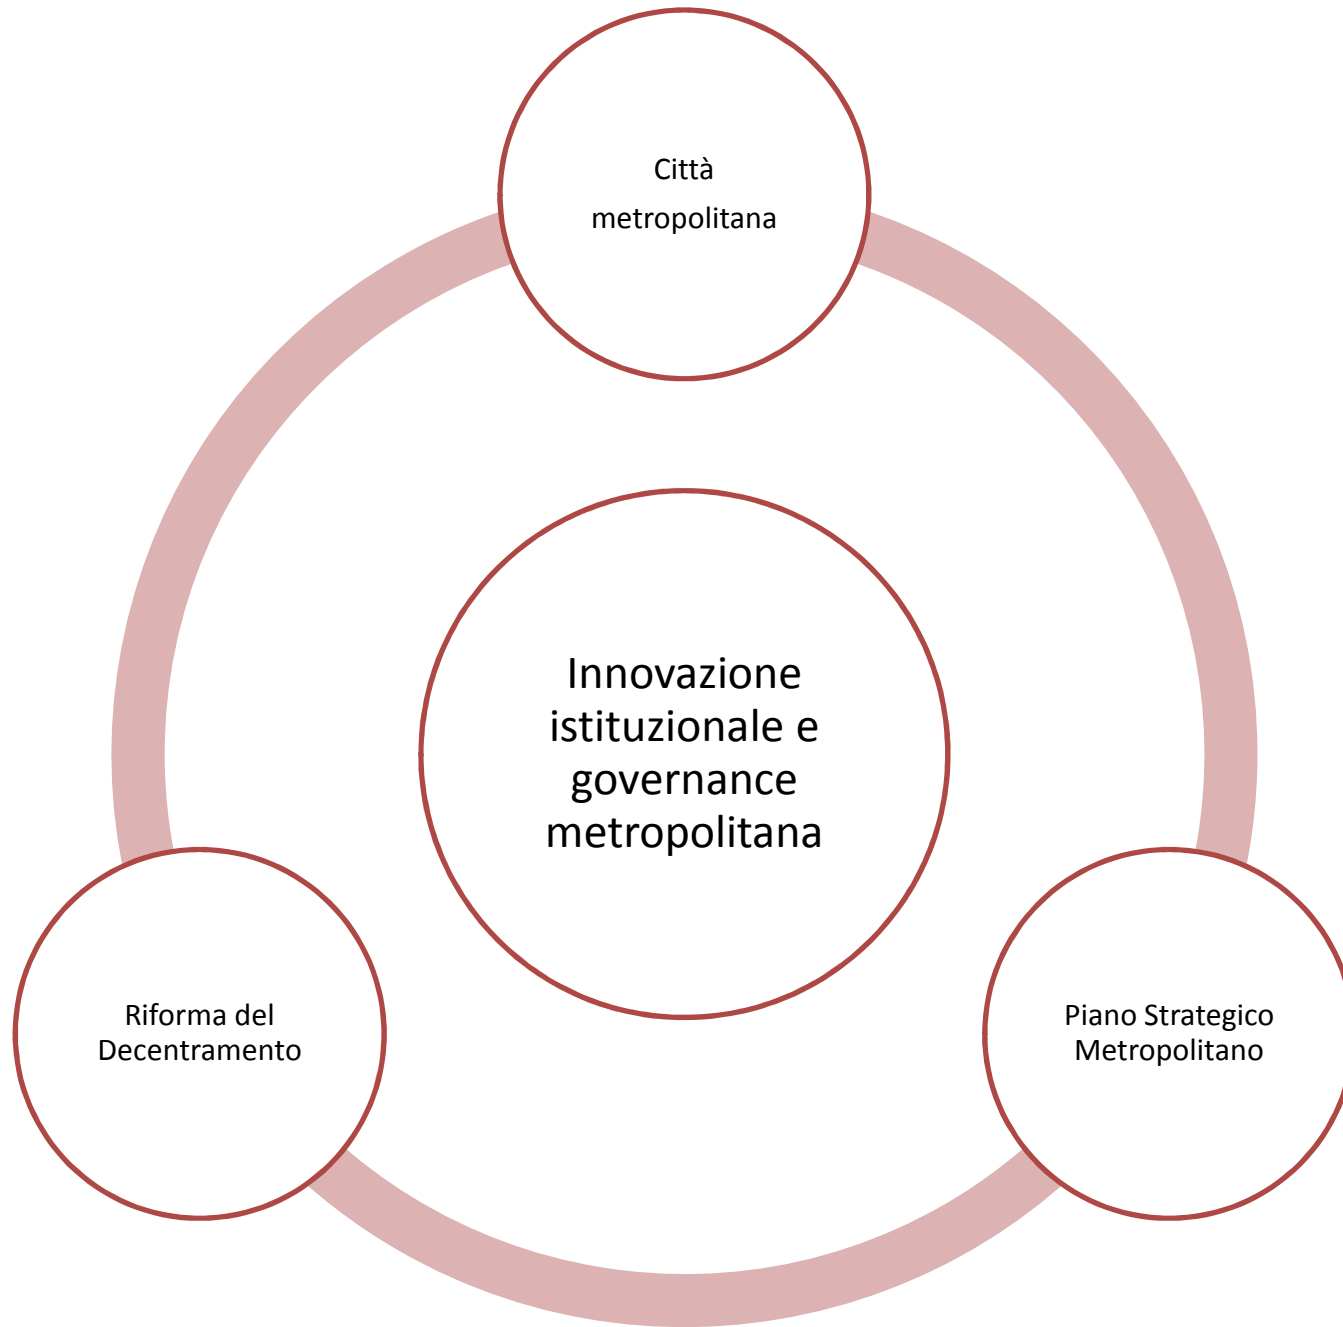 Città
metropolitana
Innovazione
istituzionale e
governance
metropolitana
Riforma del
Decentramento
Piano Strategico
Metropolitano